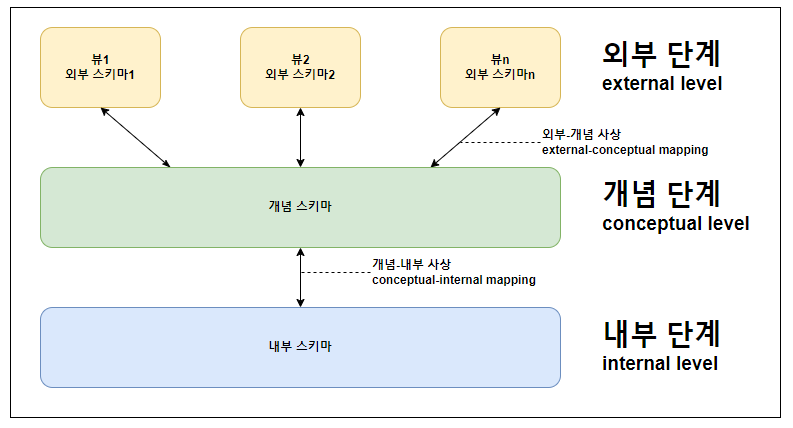 뷰1
외부 스키마1
뷰2
외부 스키마2
뷰n
외부 스키마n
외부 단계
external level
외부-개념 사상
external-conceptual mapping
개념 스키마
개념 단계
conceptual level
개념-내부 사상
conceptual-internal mapping
내부 스키마
내부 단계
internal level